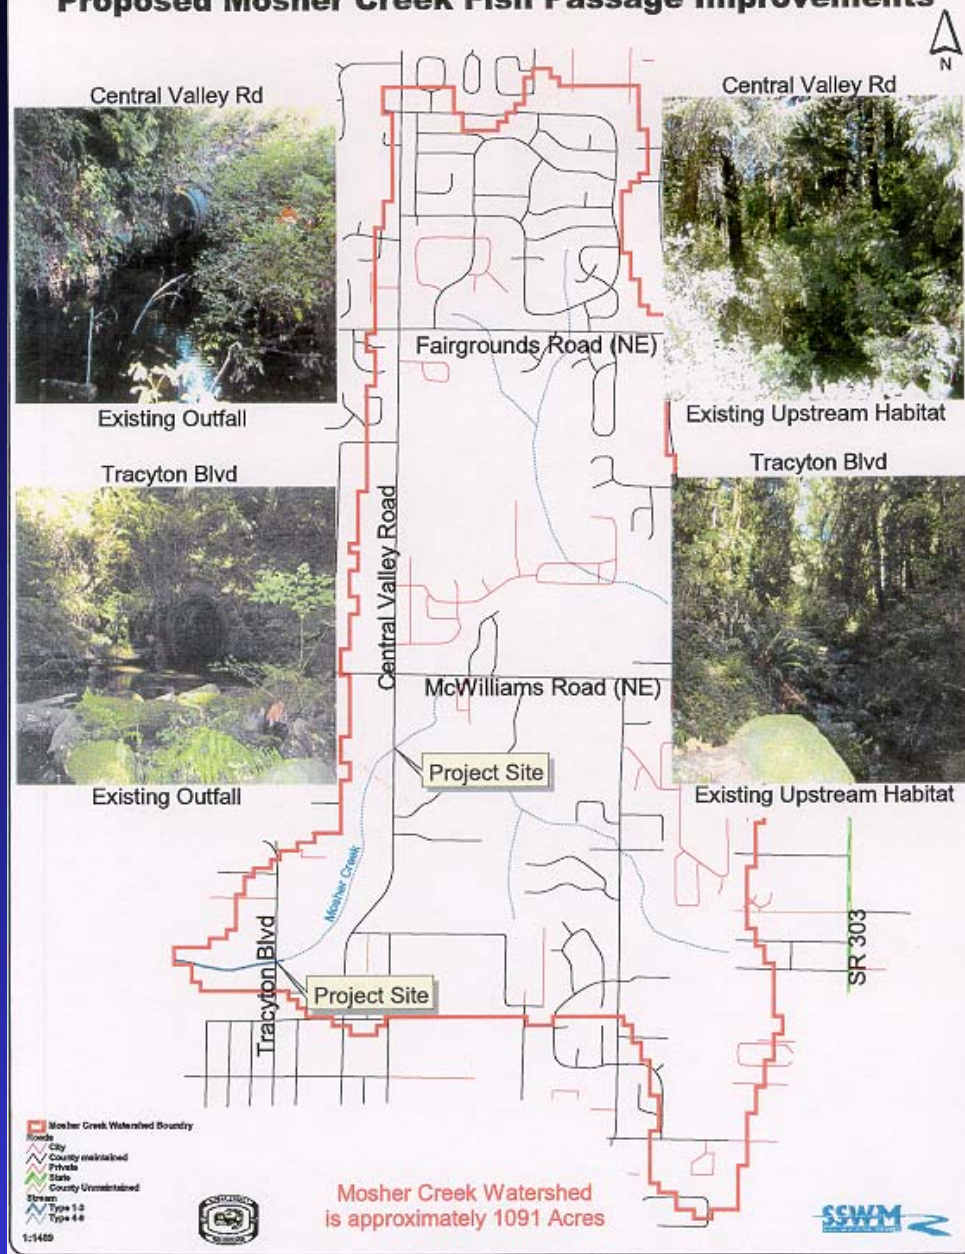 Proposed Mosher Creek Fish Passage Improvements
N
Central Valley Rd
Existing Outfall
Central Valley Rd
Existing Upstream Habitat
Tracyton Blvd
Existing Outfall
Tracyton Blvd
Existing Upstream Habitat
Fairgrounds Road (NE)
Central Valley Road
McWilliams Road (NE)
Project Site
Mosher Creek
Tracyton Blvd
Project Site
SR 303
Mosher Creek Watershed Boundry
Roads
City
County maintained
Private
State
County Unmaintained
Stream
Type 1-3
1:1489
Mosher Creek Watershed
is approximately 1091 Acres
SSWM